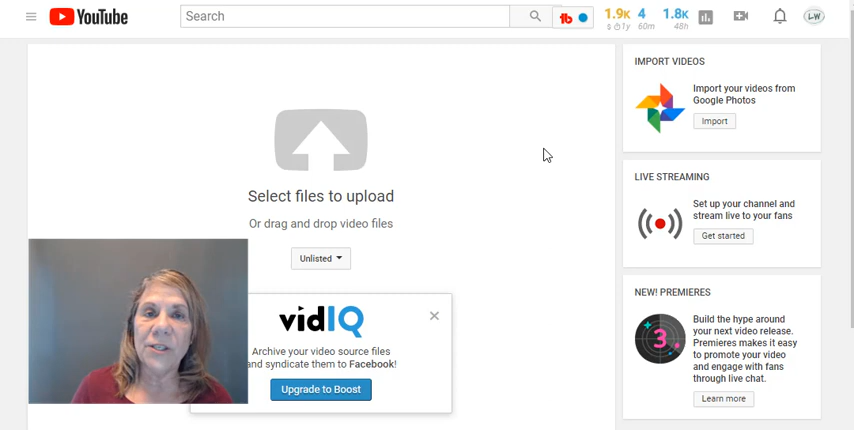 YouTube
Search
tb
1.9K 4 1.8K
$ 1y 60m 48h
LW
IMPORT VIDEOS
Import your videos from
Google Photos
Import
Select files to upload
Or drag and drop video files
Unlisted
LIVE STREAMING
Set up your channel and
stream live to your fans
Get started
NEW! PREMIERES
3
Build the hype around
your next video release.
Premieres makes it easy
to promote your video
and engage with fans
through live chat.
Learn more
vidIQ
Archive your video source files
nd syndicate them to Facebook!
Upgrade to Boost